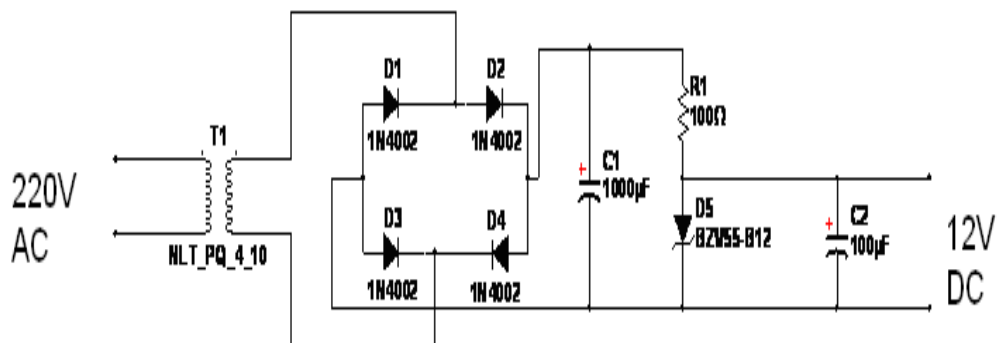 D1
D2
R1
100Ω
1N4002
1N4002
T1
C1
1000µF
220V
AC
D3
D4
D5
BZV55-B12
C2
100µF
12V
DC
NLT_PQ_4_10
1N4002
1N4002
+
+